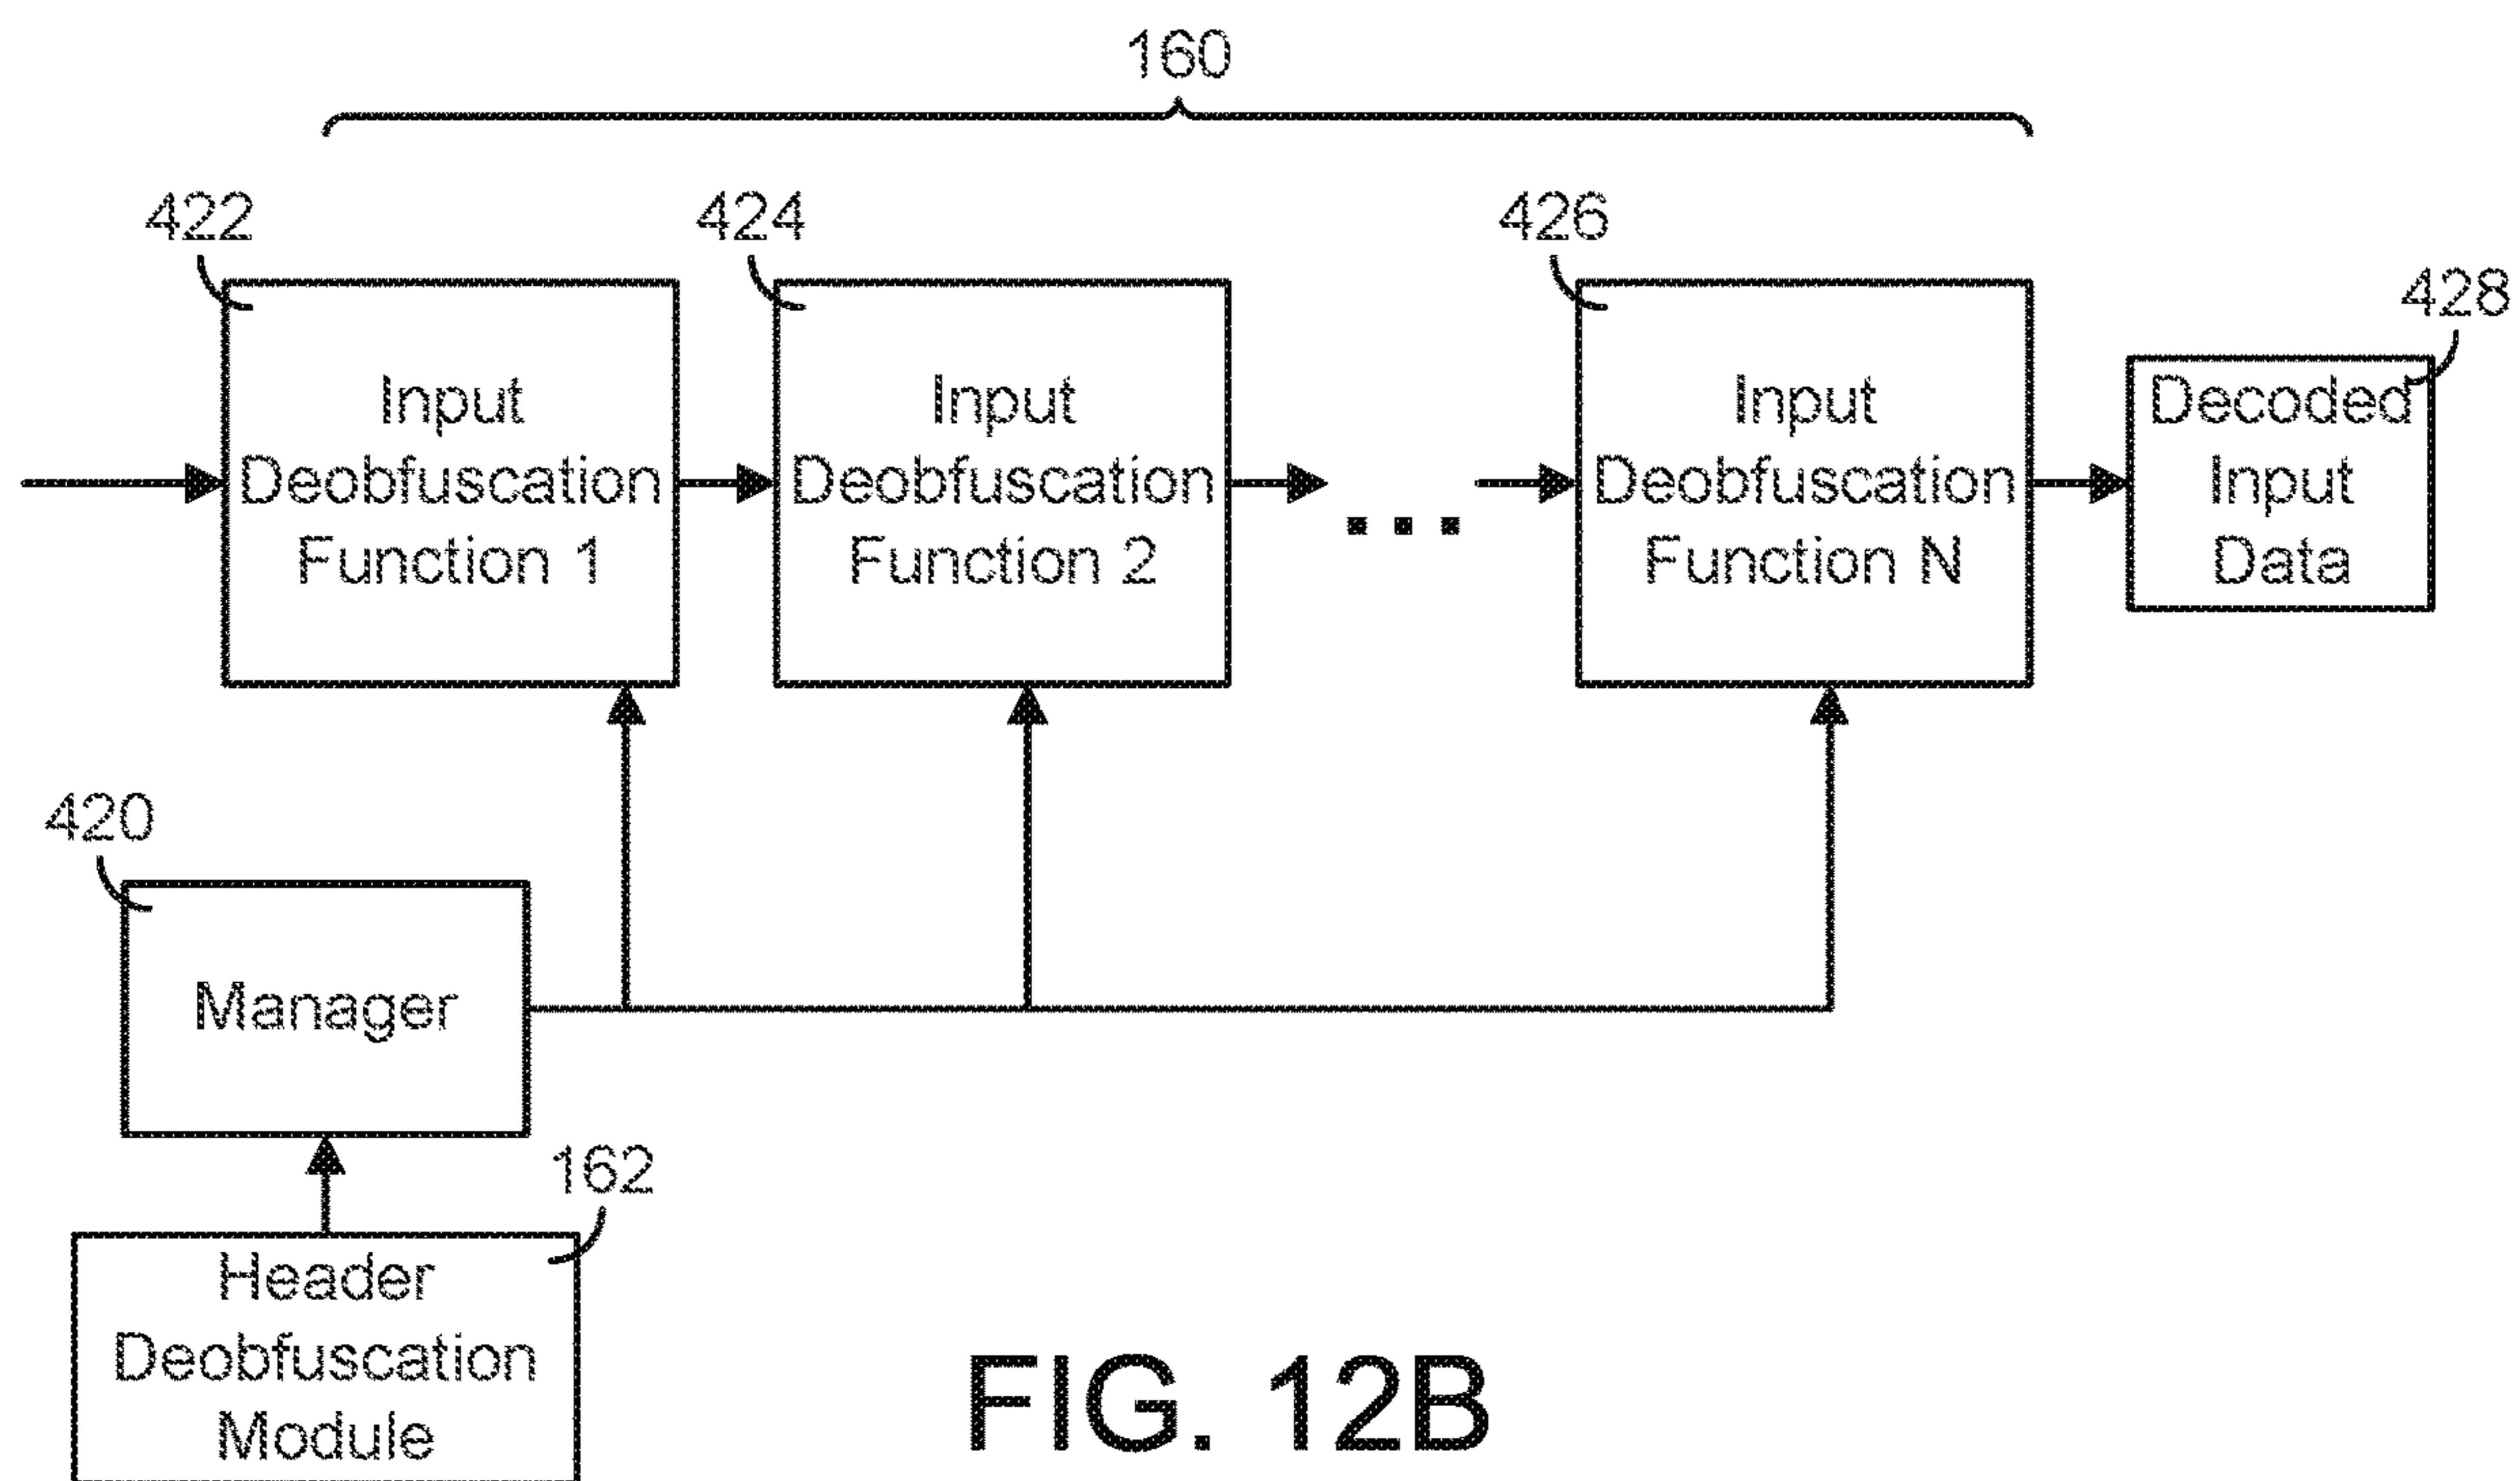 160
422
424
426
428
Input
Deobfuscation
Function 1
Input
Deobfuscation
Function 2
...
Input
Deobfuscation
Function N
Decoded
Input
Data
420
Manager
162
Header
Deobfuscation
Module
FIG. 12B